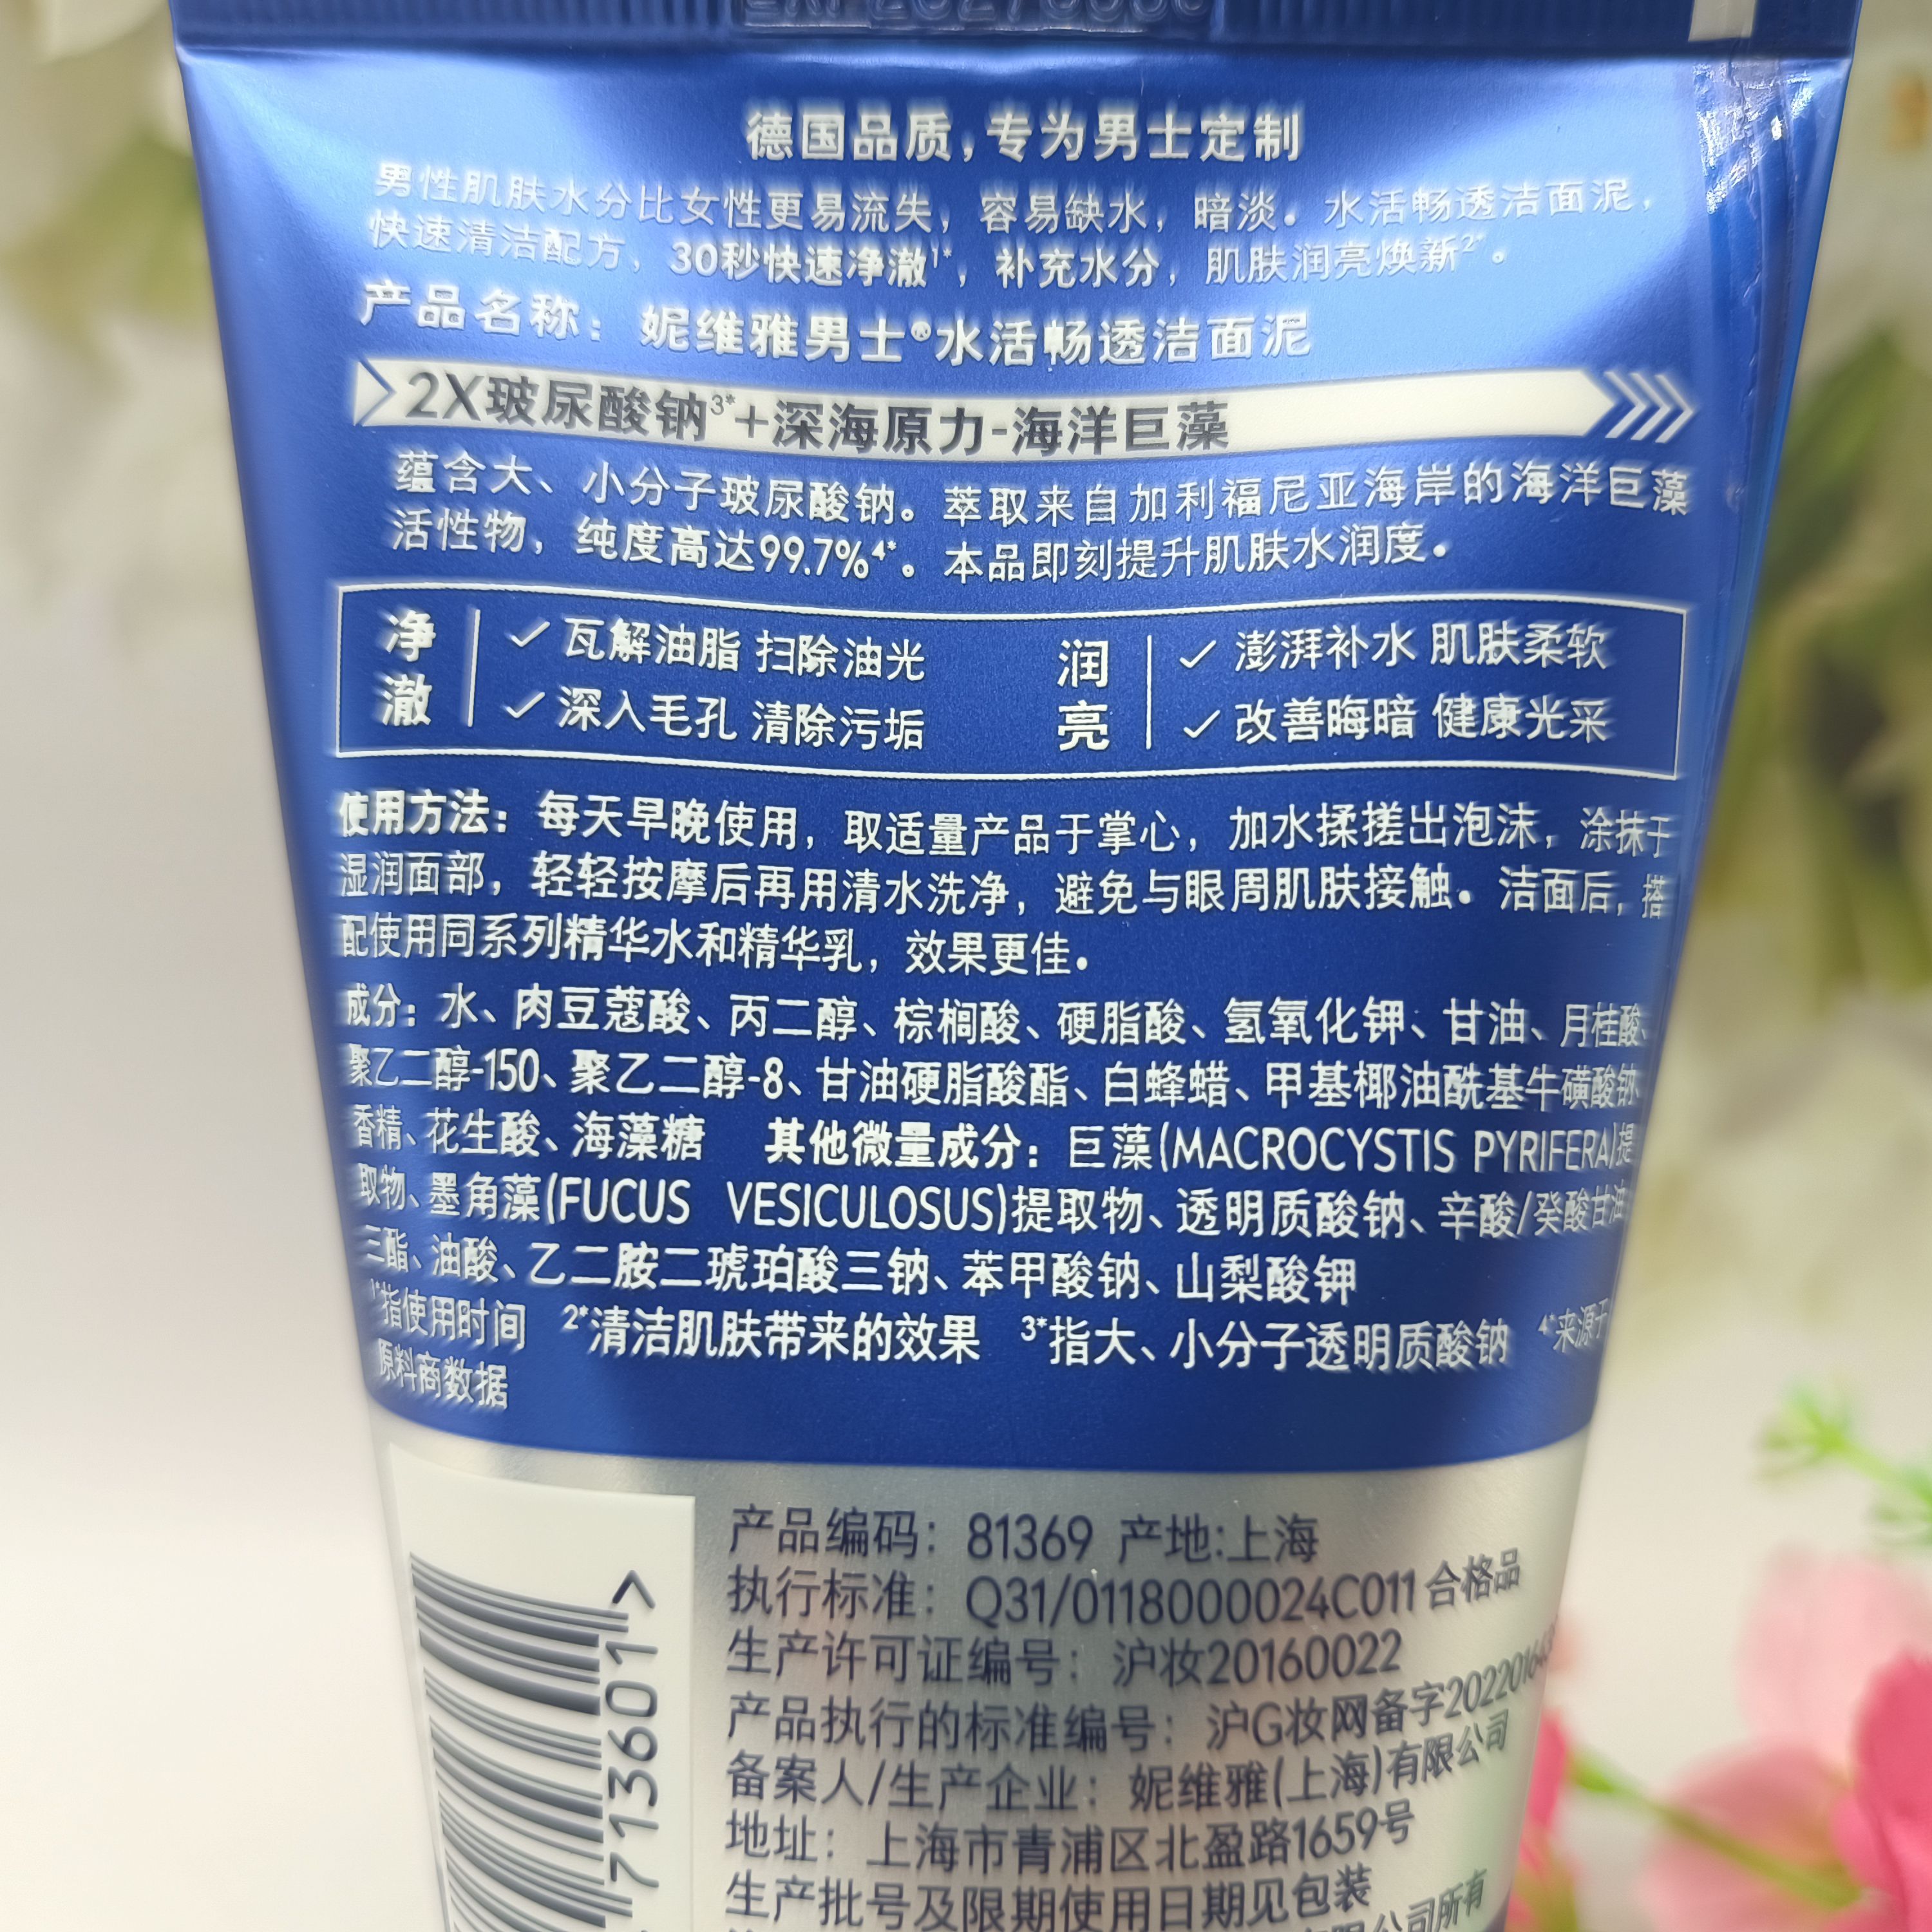 德国品质，专为男士定制
男性肌肤水分比女性更易流失，容易缺水，暗淡。水活畅透洁面泥，
快速清洁配方，30秒快速净澈1*，补充水分，肌肤润亮焕新2*。
产品名称：妮维雅男士®水活畅透洁面泥
2X玻尿酸钠3*+深海原力-海洋巨藻
蕴含大、小分子玻尿酸钠。萃取来自加利福尼亚海岸的海洋巨藻
活性物，纯度高达99.7%4*。本品即刻提升肌肤水润度。
净澈
✓瓦解油脂 扫除油光
✓深入毛孔 清除污垢
润亮
✓澎湃补水 肌肤柔软
✓改善晦暗 健康光采
使用方法：每天早晚使用，取适量产品于掌心，加水揉搓出泡沫，涂抹于
湿润面部，轻轻按摩后再用清水洗净，避免与眼周肌肤接触。洁面后，搭
配使用同系列精华水和精华乳，效果更佳。
成分：水、肉豆蔻酸、丙二醇、棕榈酸、硬脂酸、氢氧化钾、甘油、月桂酸、
聚乙二醇-150、聚乙二醇-8、甘油硬脂酸酯、白蜂蜡、甲基椰油酰基牛磺酸钠、
香精、花生酸、海藻糖 其他微量成分：巨藻(MACROCYSTIS PYRIFERA)提
取物、墨角藻(FUCUS VESICULOSUS)提取物、透明质酸钠、辛酸/癸酸甘油
三酯、油酸、乙二胺二琥珀酸三钠、苯甲酸钠、山梨酸钾
1*指使用时间 2*清洁肌肤带来的效果 3*指大、小分子透明质酸钠 4*来源于
原料商数据
产品编码：81369 产地:上海
执行标准：Q31/0118000024C011 合格品
生产许可证编号：沪妆20160022
产品执行的标准编号：沪G妆网备字20220164
备案人/生产企业：妮维雅(上海)有限公司
地址：上海市青浦区北盈路1659号
生产批号及限期使用日期见包装
公司所有
713601>